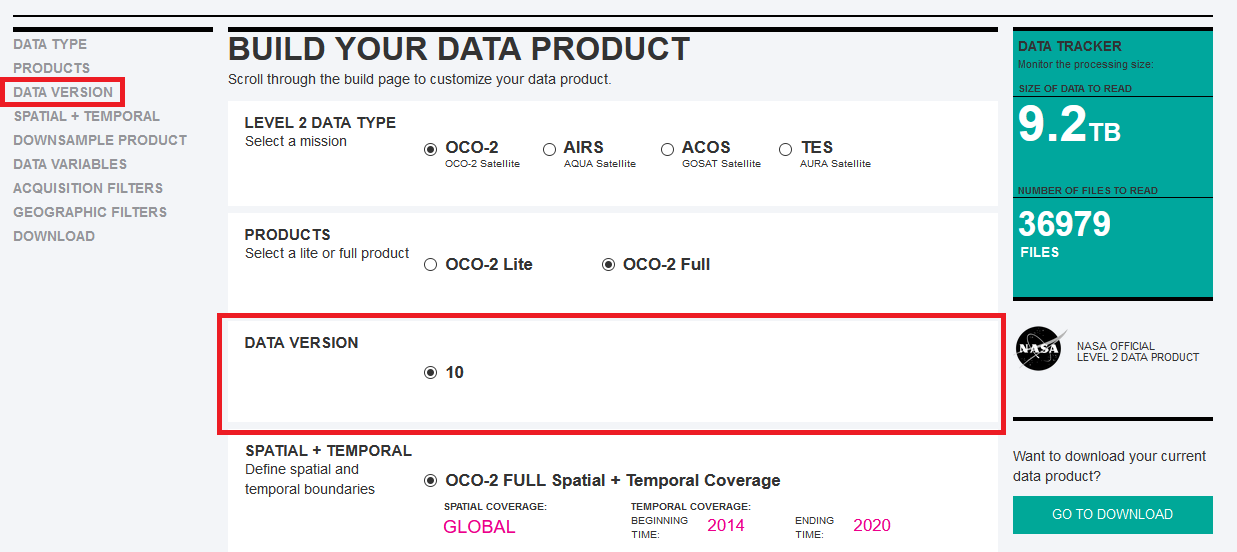 DATA TYPE
PRODUCTS
DATA VERSION
SPATIAL + TEMPORAL
DOWNSAMPLE PRODUCT
DATA VARIABLES
ACQUISITION FILTERS
GEOGRAPHIC FILTERS
DOWNLOAD
BUILD YOUR DATA PRODUCT
Scroll through the build page to customize your data product.
LEVEL 2 DATA TYPE
Select a mission
OCO-2
OCO-2 Satellite
AIRS
AQUA Satellite
ACOS
GOSAT Satellite
TES
AURA Satellite
PRODUCTS
Select a lite or full product
OCO-2 Lite
OCO-2 Full
DATA VERSION
10
SPATIAL + TEMPORAL
Define spatial and
temporal boundaries
OCO-2 FULL Spatial + Temporal Coverage
SPATIAL COVERAGE:
GLOBAL
TEMPORAL COVERAGE:
BEGINNING
TIME:
2014
ENDING
TIME:
2020
DATA TRACKER
Monitor the processing size:
SIZE OF DATA TO READ
9.2TB
NUMBER OF FILES TO READ
36979
FILES
NASA
NASA OFFICIAL
LEVEL 2 DATA PRODUCT
Want to download your current
data product?
GO TO DOWNLOAD